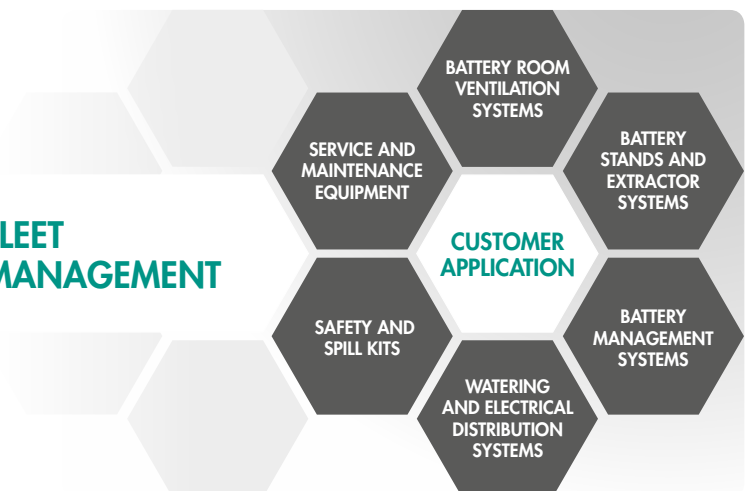 LEET
MANAGEMENT
BATTERY ROOM
VENTILATION
SYSTEMS
SERVICE AND
MAINTENANCE
EQUIPMENT
BATTERY
STANDS AND
EXTRACTOR
SYSTEMS
CUSTOMER
APPLICATION
SAFETY AND
SPILL KITS
BATTERY
MANAGEMENT
SYSTEMS
WATERING
AND ELECTRICAL
DISTRIBUTION
SYSTEMS